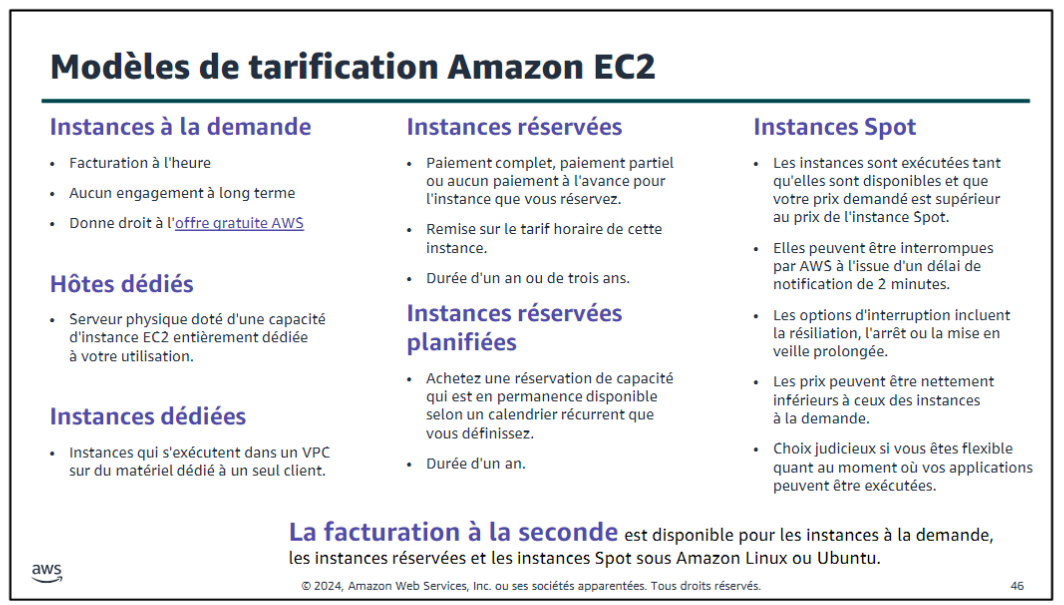 Modèles de tarification Amazon EC2
Instances à la demande
• Facturation à l'heure
• Aucun engagement à long terme
• Donne droit à l'offre gratuite AWS
Hôtes dédiés
• Serveur physique doté d'une capacité
d'instance EC2 entièrement dédiée
à votre utilisation.
Instances dédiées
• Instances qui s'exécutent dans un VPC
sur du matériel dédié à un seul client.
Instances réservées
• Paiement complet, paiement partiel
ou aucun paiement à l'avance pour
l'instance que vous réservez.
• Remise sur le tarif horaire de cette
instance.
• Durée d'un an ou de trois ans.
Instances réservées
planifiées
• Achetez une réservation de capacité
qui est en permanence disponible
selon un calendrier récurrent que
vous définissez.
• Durée d'un an.
Instances Spot
• Les instances sont exécutées tant
qu'elles sont disponibles et que
votre prix demandé est supérieur
au prix de l'instance Spot.
• Elles peuvent être interrompues
par AWS à l'issue d'un délai de
notification de 2 minutes.
• Les options d'interruption incluent
la résiliation, l'arrêt ou la mise en
veille prolongée.
• Les prix peuvent être nettement
inférieurs à ceux des instances
à la demande.
• Choix judicieux si vous êtes flexible
quant au moment où vos applications
peuvent être exécutées.
La facturation à la seconde est disponible pour les instances à la demande,
les instances réservées et les instances Spot sous Amazon Linux ou Ubuntu.
aws
© 2024, Amazon Web Services, Inc. ou ses sociétés apparentées. Tous droits réservés.
46